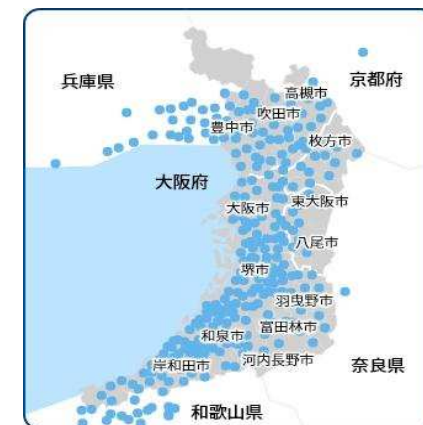 兵庫県
京都府
高槻市
吹田市
豊中市
枚方市
大阪府
大阪市
東大阪市
八尾市
堺市
羽曳野市
和泉市
富田林市
岸和田市
河内長野市
奈良県
和歌山県